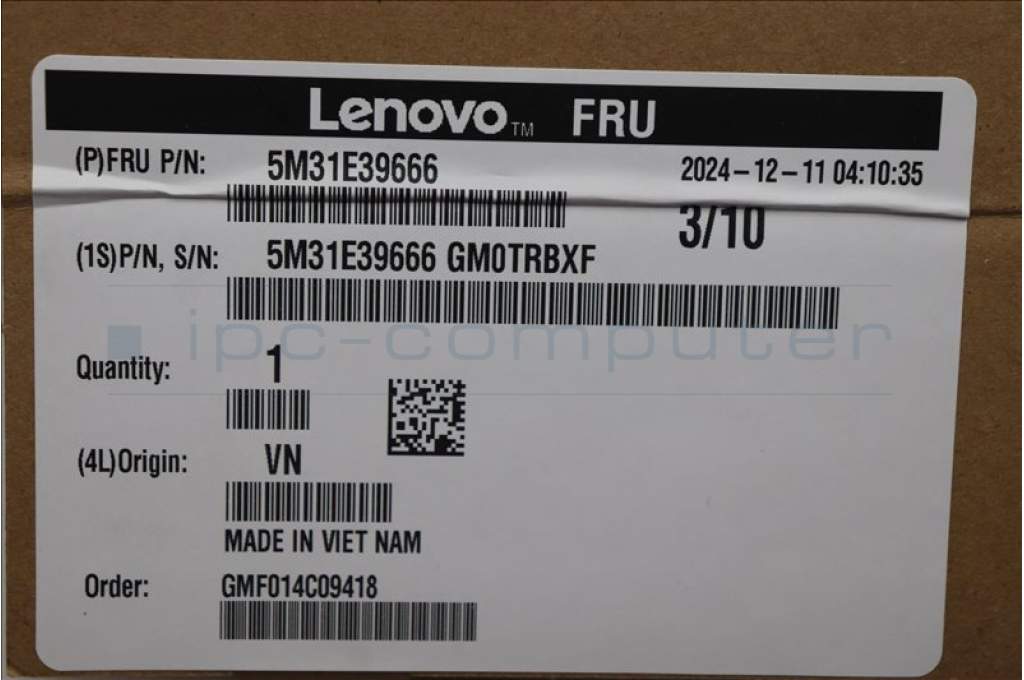 Lenovo™ FRU
(P)FRU P/N: 5M31E39666 2024-12-11 04:10:35
3/10
(1S)P/N, S/N: 5M31E39666 GM0TRBXF
ipc-computer
Quantity: 1
(4L)Origin: VN
MADE IN VIET NAM
Order: GMF014C09418